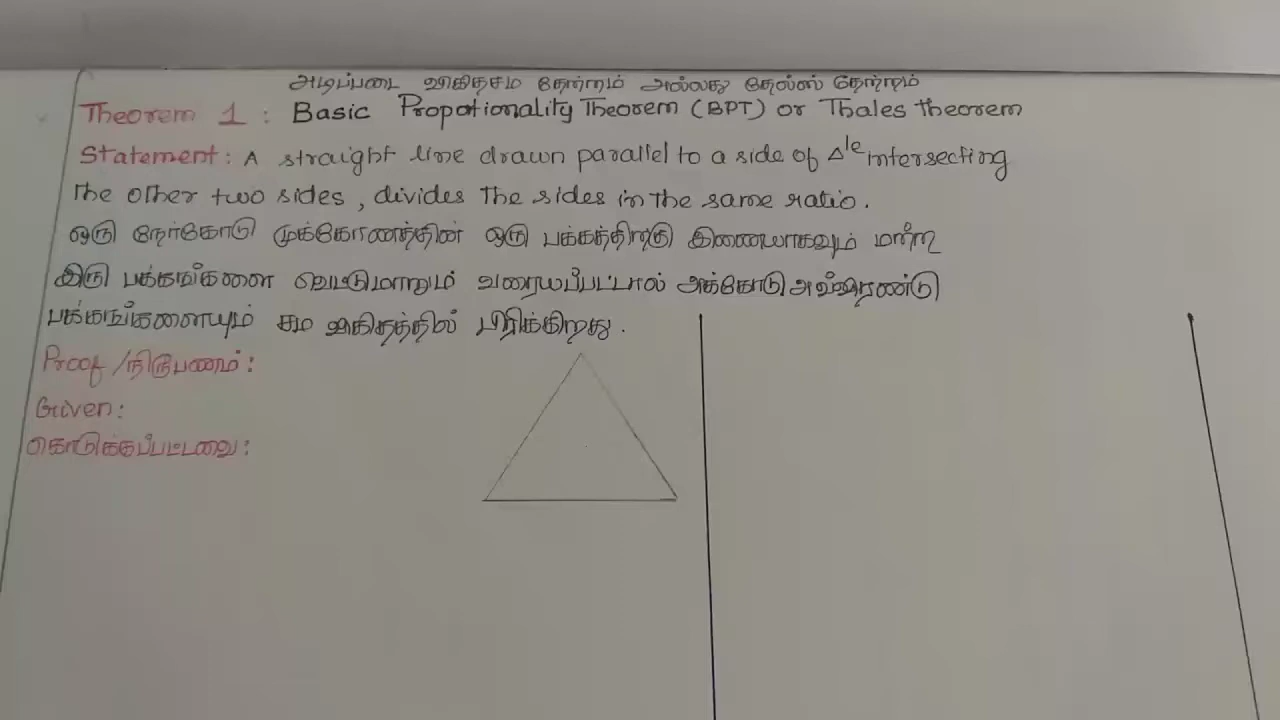 அடிப்படை விகிதசம தேற்றம் அல்லது தேல்ஸ் தேற்றம்
Theorem 1 : Basic Propotionality Theorem (BPT) or Thales theorem
Statement : A straight line drawn parallel to a side of Δle intersecting
the other two sides , divides the sides in the same ratio .
ஒரு நேர்கோடு முக்கோணத்தின் ஒரு பக்கத்திற்கு இணையாகவும் மற்ற
இரு பக்கங்களை வெட்டுமாறும் வரையப்பட்டால் அக்கோடு அவ்விரண்டு
பக்கங்களையும் சம விகிதத்தில் பிரிக்கிறது .
Proof / நிரூபணம் :
Given :
கொடுக்கப்பட்டவை :